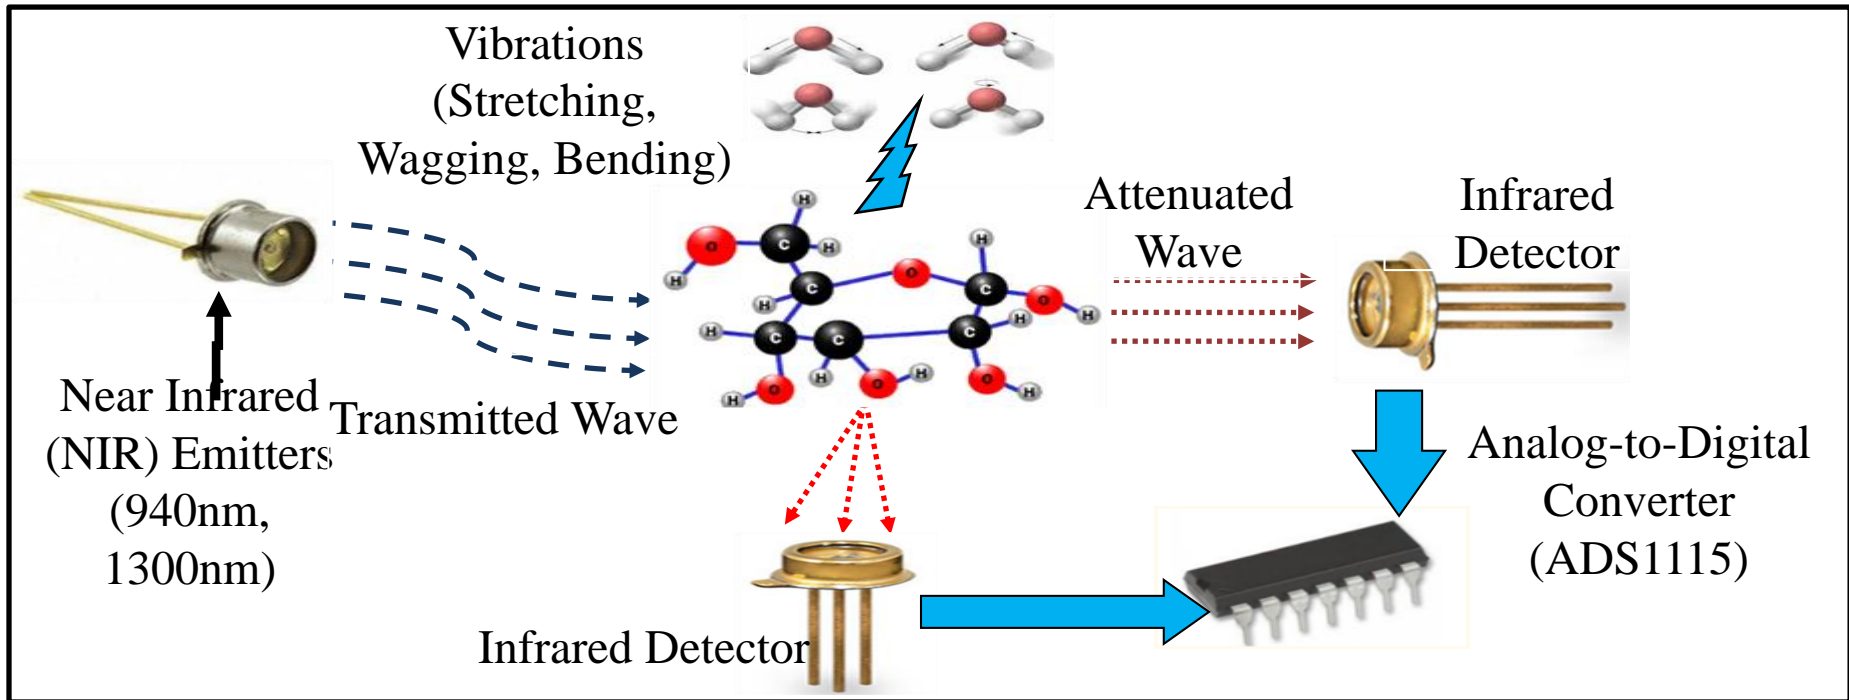 Vibrations
(Stretching,
Wagging, Bending)
Attenuated
Wave
Infrared
Detector
Near Infrared
(NIR) Emitters
(940nm,
1300nm)
Transmitted Wave
H
O
C
H
H
H
C
O
H
C
O
H
H
C
C
H
C
H
O
H
H
O
H
O
H
Analog-to-Digital
Converter
(ADS1115)
Infrared Detector